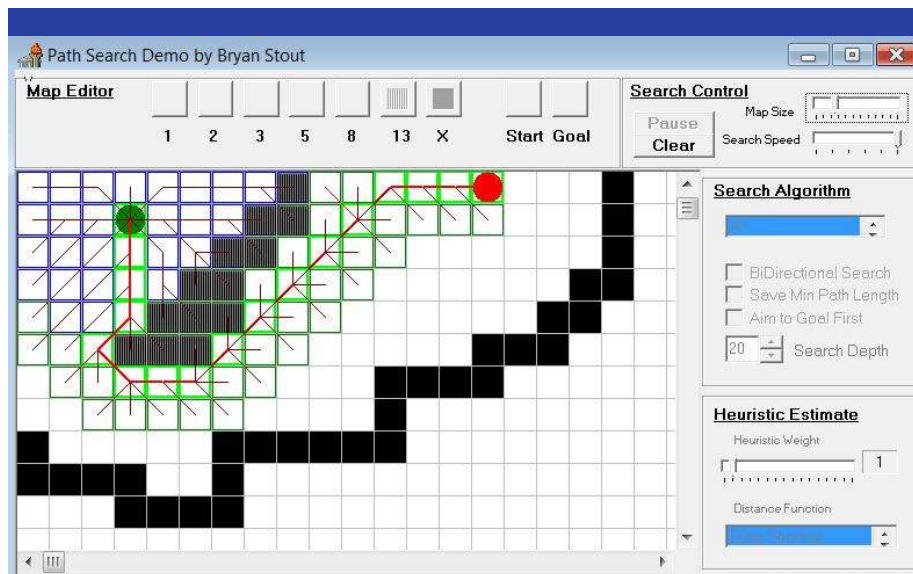 Path Search Demo by Bryan Stout
Map Editor
1 2 3 5 8 13 X Start Goal
Search Control
Map Size
Pause
Search Speed
Clear
Search Algorithm
BiDirectional Search
Save Min Path Length
Aim to Goal First
20 Search Depth
Heuristic Estimate
Heuristic Weight
1
Distance Function